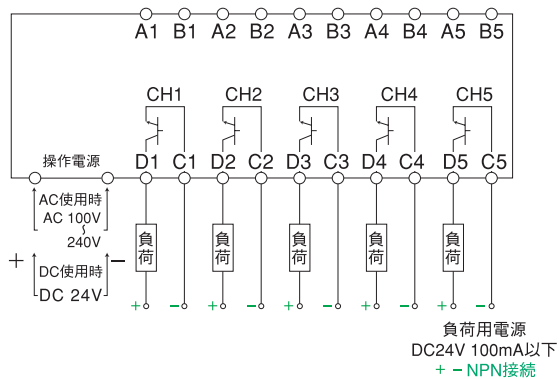 A1 B1 A2 B2 A3 B3 A4 B4 A5 B5
CH1 CH2 CH3 CH4 CH5
操作電源
D1 C1 D2 C2 D3 C3 D4 C4 D5 C5
AC使用時
AC 100V
〜
240V
+ −
DC使用時
DC 24V
負荷 負荷 負荷 負荷 負荷
+ − + − + − + − + −
負荷用電源
DC24V 100mA以下
+ − NPN接続